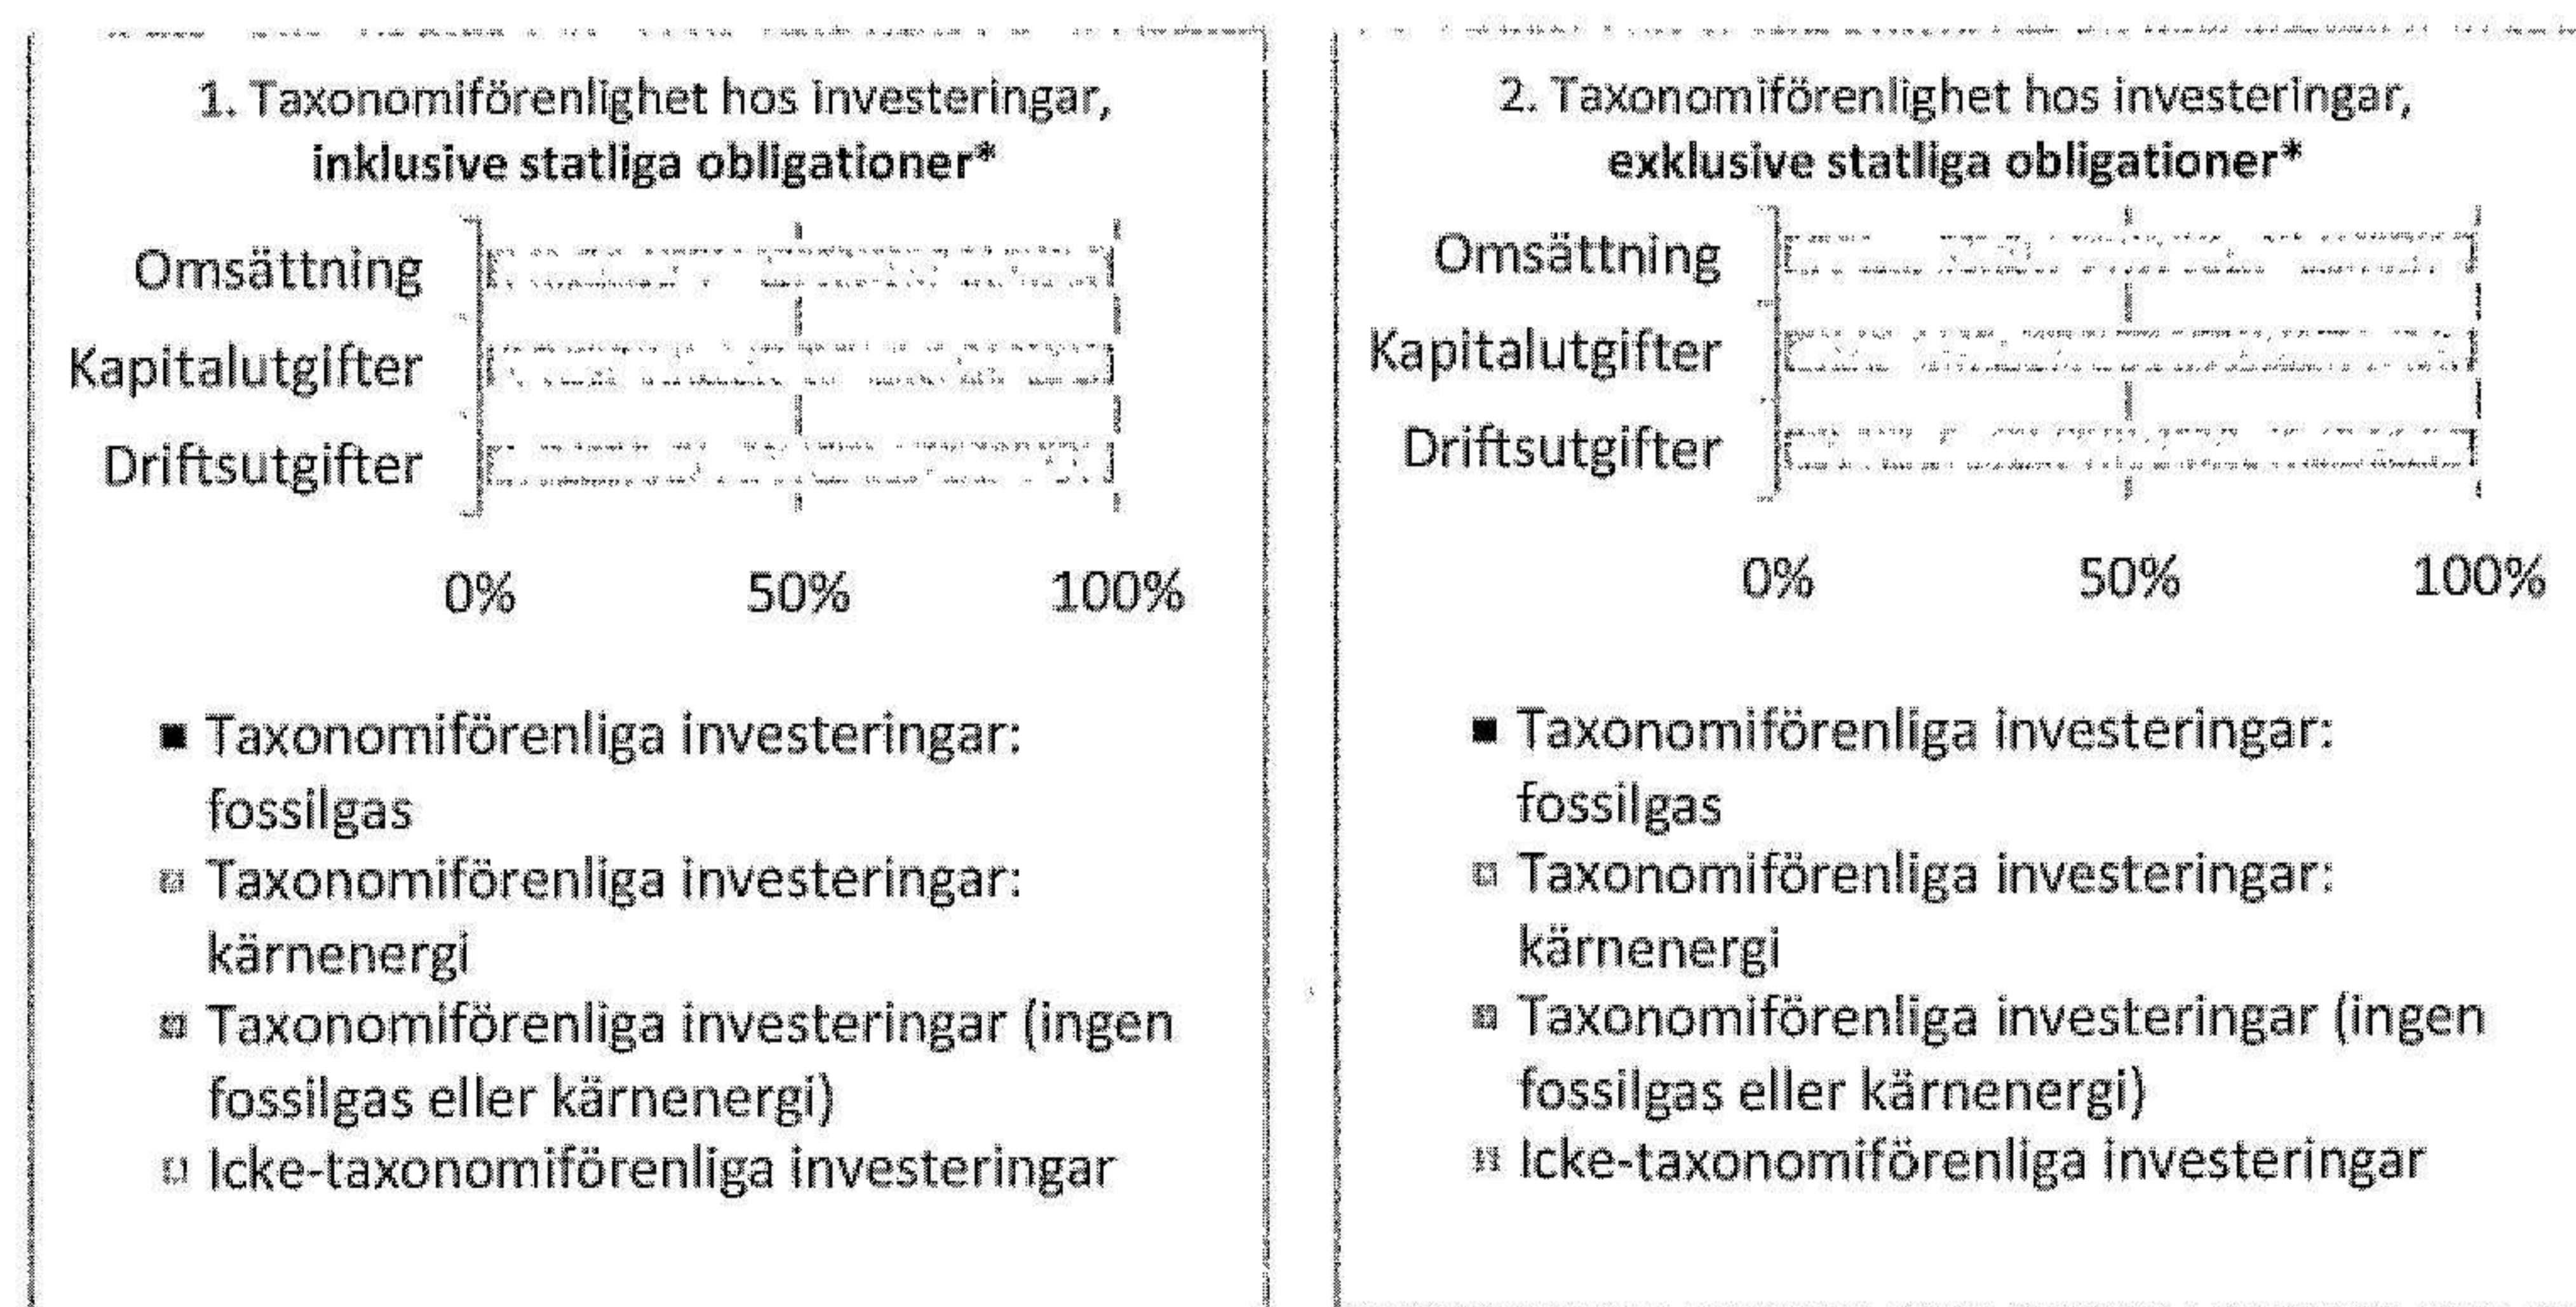 1. Taxonomiförenlighet hos investeringar,
inklusive statliga obligationer*
Omsättning
Kapitalutgifter
Driftsutgifter
0% 50% 100%
Taxonomiförenliga investeringar:
fossilgas
Taxonomiförenliga investeringar:
kärnenergi
Taxonomiförenliga investeringar (ingen
fossilgas eller kärnenergi)
Icke-taxonomiförenliga investeringar
2. Taxonomiförenlighet hos investeringar,
exklusive statliga obligationer*
Omsättning
Kapitalutgifter
Driftsutgifter
0% 50% 100%
Taxonomiförenliga investeringar:
fossilgas
Taxonomiförenliga investeringar:
kärnenergi
Taxonomiförenliga investeringar (ingen
fossilgas eller kärnenergi)
Icke-taxonomiförenliga investeringar